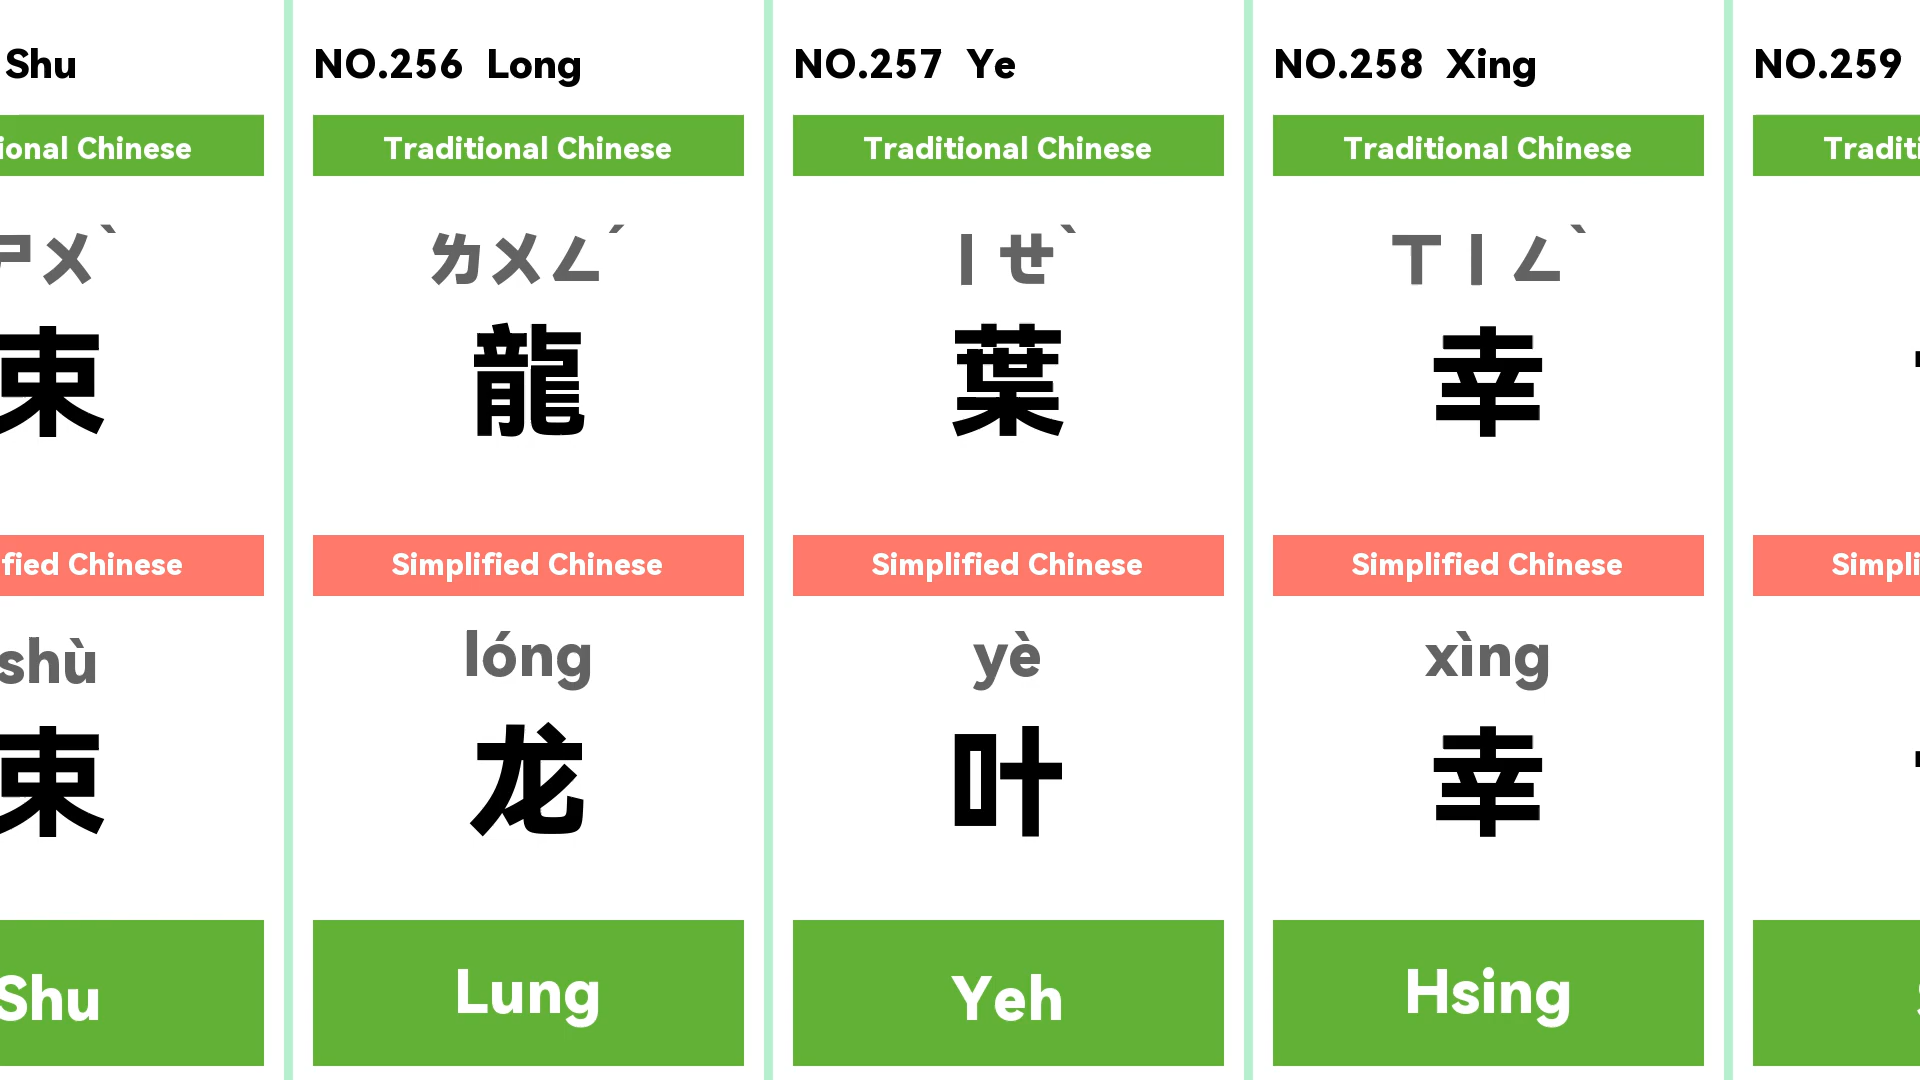 Shu
ional Chinese
ㄕㄨˋ
束
fied Chinese
shù
束
Shu
NO.256 Long
Traditional Chinese
ㄌㄨㄥˊ
龍
Simplified Chinese
lóng
龙
Lung
NO.257 Ye
Traditional Chinese
ㄧㄝˋ
葉
Simplified Chinese
yè
叶
Yeh
NO.258 Xing
Traditional Chinese
ㄒㄧㄥˋ
幸
Simplified Chinese
xìng
幸
Hsing
NO.259
Traditi
Simpli